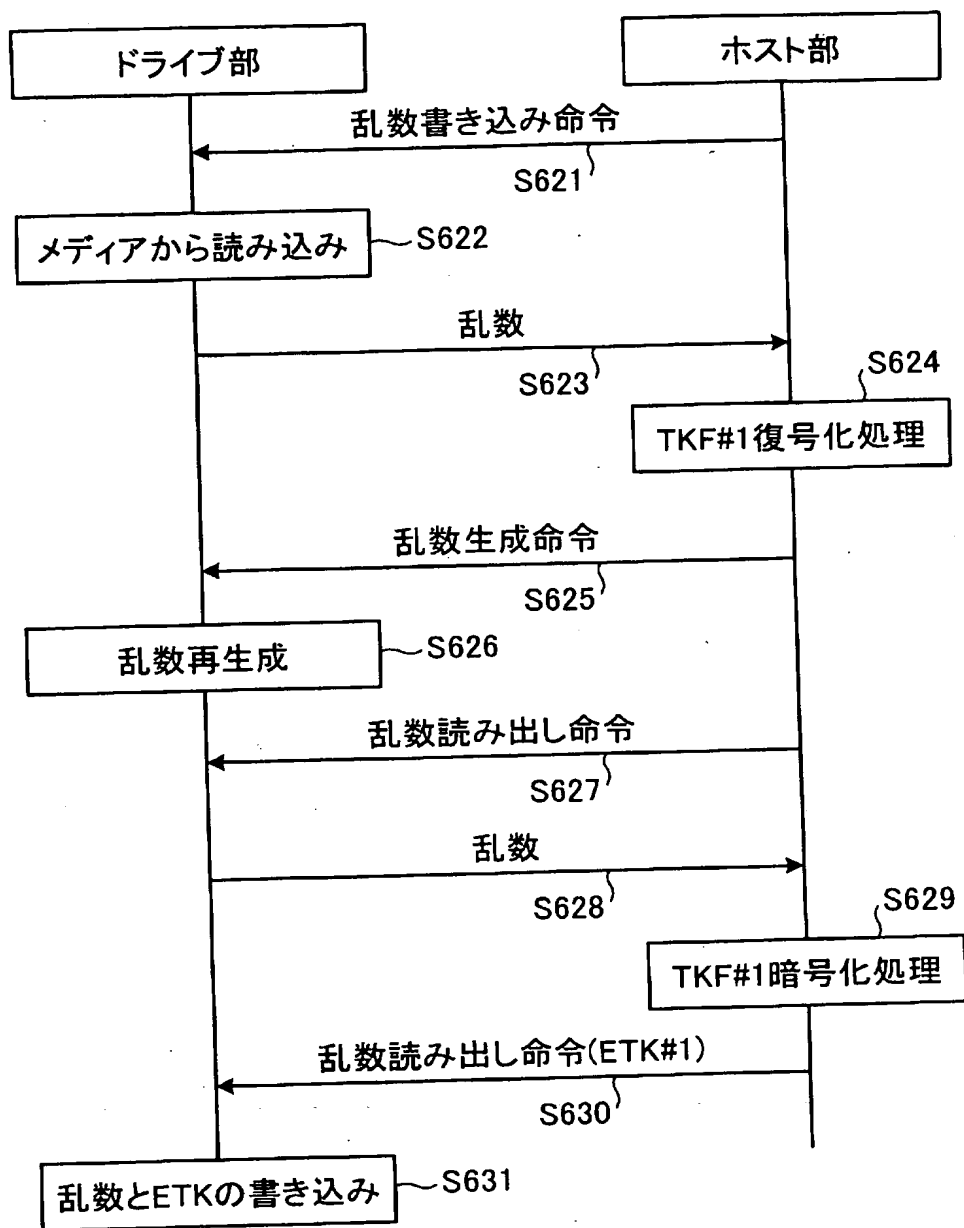 ドライブ部
ホスト部
乱数書き込み命令
S621
メディアから読み込み
S622
乱数
S623
S624
TKF#1復号化処理
乱数生成命令
S625
乱数再生成
S626
乱数読み出し命令
S627
乱数
S628
S629
TKF#1暗号化処理
乱数読み出し命令(ETK#1)
S630
乱数とETKの書き込み
S631